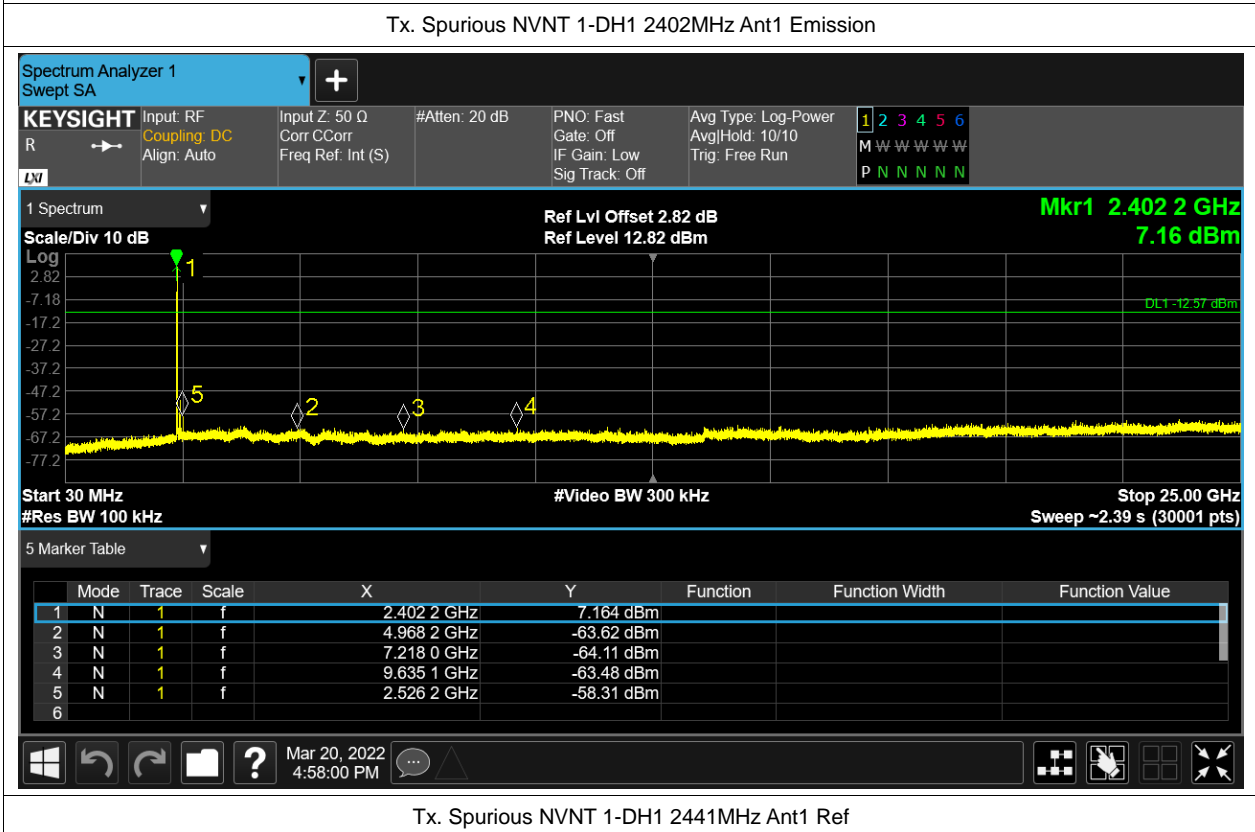 Tx. Spurious NVNT 1-DH1 2402MHz Ant1 Emission
Spectrum Analyzer 1
Swept SA
KEYSIGHT
R
LXI
Input: RF
Coupling: DC
Align: Auto
Input Z: 50 Ω
Corr CCorr
Freq Ref: Int (S)
#Atten: 20 dB
PNO: Fast
Gate: Off
IF Gain: Low
Sig Track: Off
Avg Type: Log-Power
Avg|Hold: 10/10
Trig: Free Run
1 2 3 4 5 6
M W W W W W
P N N N N N
1 Spectrum
Scale/Div 10 dB
Ref Lvl Offset 2.82 dB
Ref Level 12.82 dBm
Mkr1 2.402 2 GHz
7.16 dBm
Log
2.82
-7.18
-17.2
-27.2
-37.2
-47.2
-57.2
-67.2
-77.2
1
DL1 -12.57 dBm
5
2
3
4
Start 30 MHz
#Video BW 300 kHz
Stop 25.00 GHz
#Res BW 100 kHz
Sweep ~2.39 s (30001 pts)
5 Marker Table
Mode Trace Scale X Y Function Function Width Function Value
1 N 1 f 2.402 2 GHz 7.164 dBm
2 N 1 f 4.968 2 GHz -63.62 dBm
3 N 1 f 7.218 0 GHz -64.11 dBm
4 N 1 f 9.635 1 GHz -63.48 dBm
5 N 1 f 2.526 2 GHz -58.31 dBm
6
?
Mar 20, 2022
4:58:00 PM
Tx. Spurious NVNT 1-DH1 2441MHz Ant1 Ref